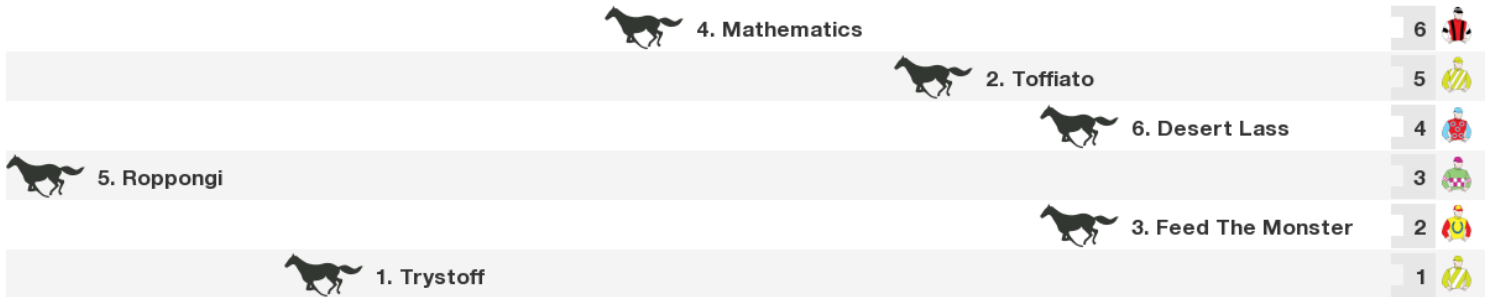 4. Mathematics 6
2. Toffiato 5
6. Desert Lass 4
5. Roppongi 3
3. Feed The Monster 2
1. Trystoff 1